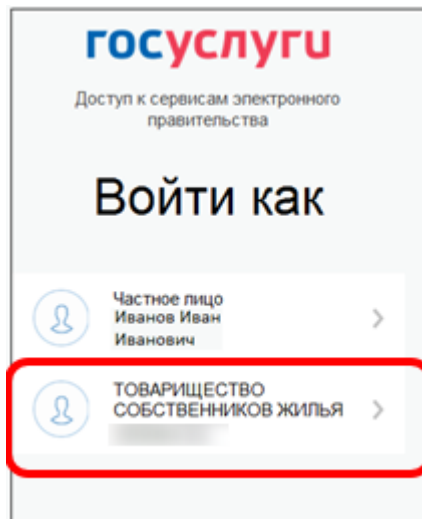 госуслуги
Доступ к сервисам электронного
правительства
Войти как
Частное лицо
Иванов Иван
Иванович
ТОВАРИЩЕСТВО
СОБСТВЕННИКОВ ЖИЛЬЯ